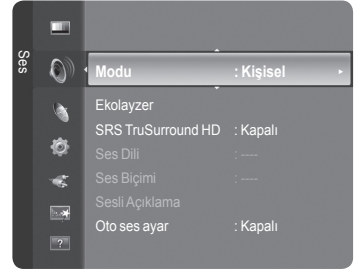 Ses
Modu : Kişisel
Ekolayzer
SRS TruSurround HD : Kapalı
Ses Dili : ----
Ses Biçimi : ----
Sesli Açıklama
Oto ses ayar : Kapalı
?